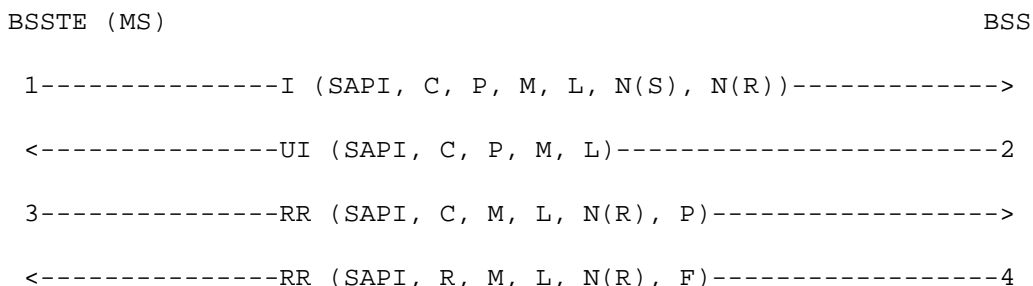 BSSTE (MS) BSS
1---------------I (SAPI, C, P, M, L, N(S), N(R))------------->
<---------------UI (SAPI, C, P, M, L)------------------------2
3---------------RR (SAPI, C, M, L, N(R), P)------------------>
<---------------RR (SAPI, R, M, L, N(R), F)------------------4